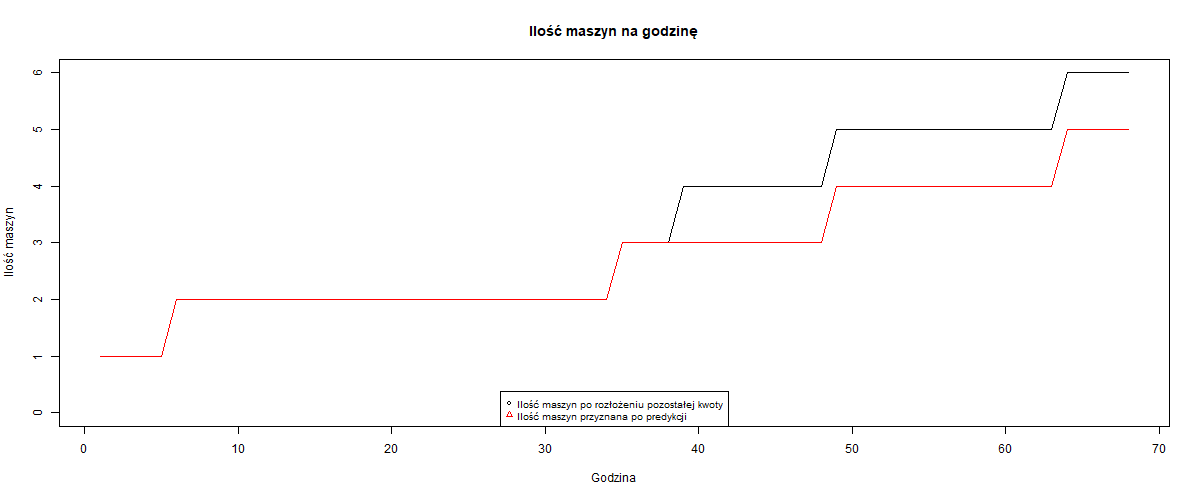 Ilość maszyn na godzinę
Ilość maszyn
6
5
4
3
2
1
0
Ilość maszyn po rozłożeniu pozostałej kwoty
Ilość maszyn przyznana po predykcji
0 10 20 30 40 50 60 70
Godzina